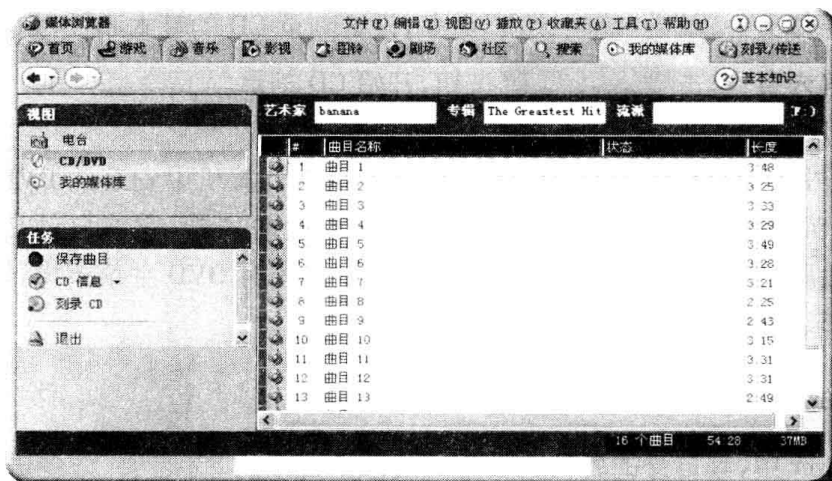 媒体浏览器 文件(F) 编辑(E) 视图(V) 播放(P) 收藏夹(A) 工具(T) 帮助(H)
首页 游戏 音乐 影视 图铃 剧场 社区 搜索 我的媒体库 刻录/传送
基本知识
视图
电台
CD/DVD
我的媒体库
任务
保存曲目
CD 信息
刻录 CD
退出
艺术家 banana 专辑 The Greastest Hit 流派
# 曲目名称 状态 长度
1 曲目 1 3:48
2 曲目 2 3:25
3 曲目 3 3:33
4 曲目 4 3:29
5 曲目 5 3:49
6 曲目 6 3:28
7 曲目 7 3:21
8 曲目 8 2:25
9 曲目 9 2:43
10 曲目 10 3:15
11 曲目 11 3:31
12 曲目 12 3:31
13 曲目 13 2:49
16 个曲目 54:28 37MB